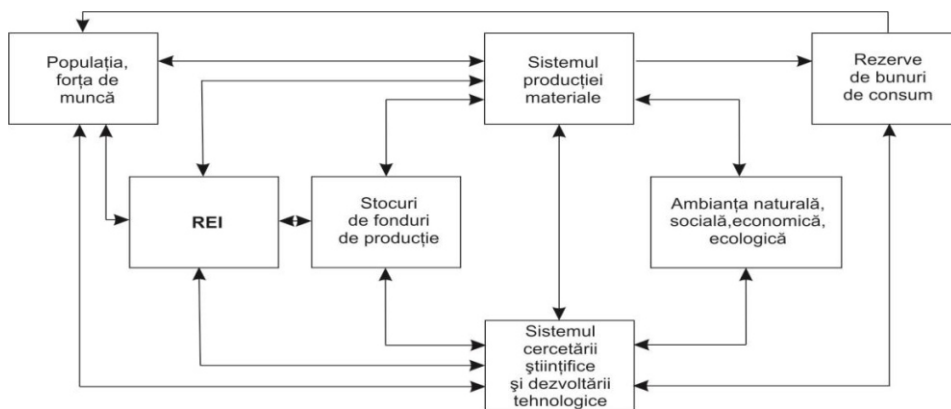 Populația,
forța de
muncă
Sistemul
producției
materiale
Rezerve
de bunuri
de consum
REI
Stocuri
de fonduri
de producție
Ambianța naturală,
socială,economică,
ecologică
Sistemul
cercetării
științifice
și dezvoltării
tehnologice